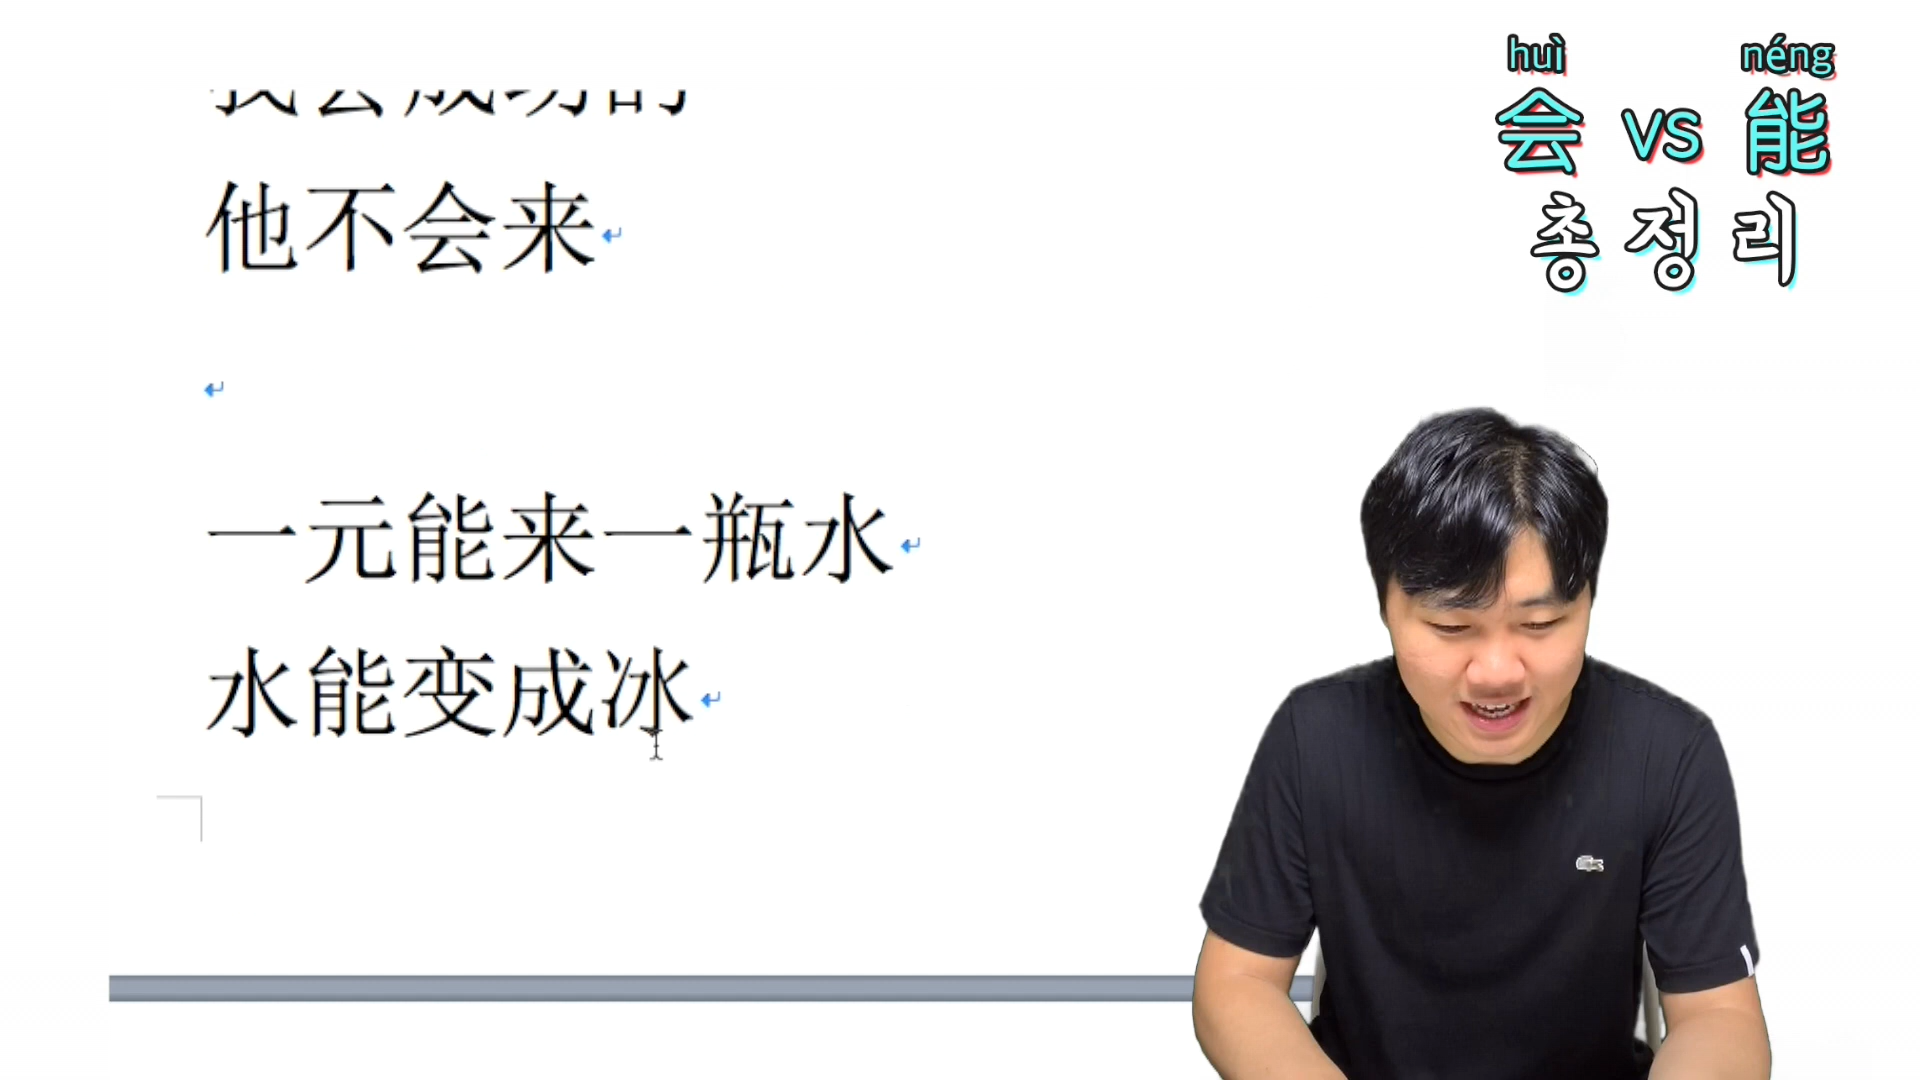 他不会来
一元能来一瓶水
水能变成冰
huì néng
会 vs 能
총정리